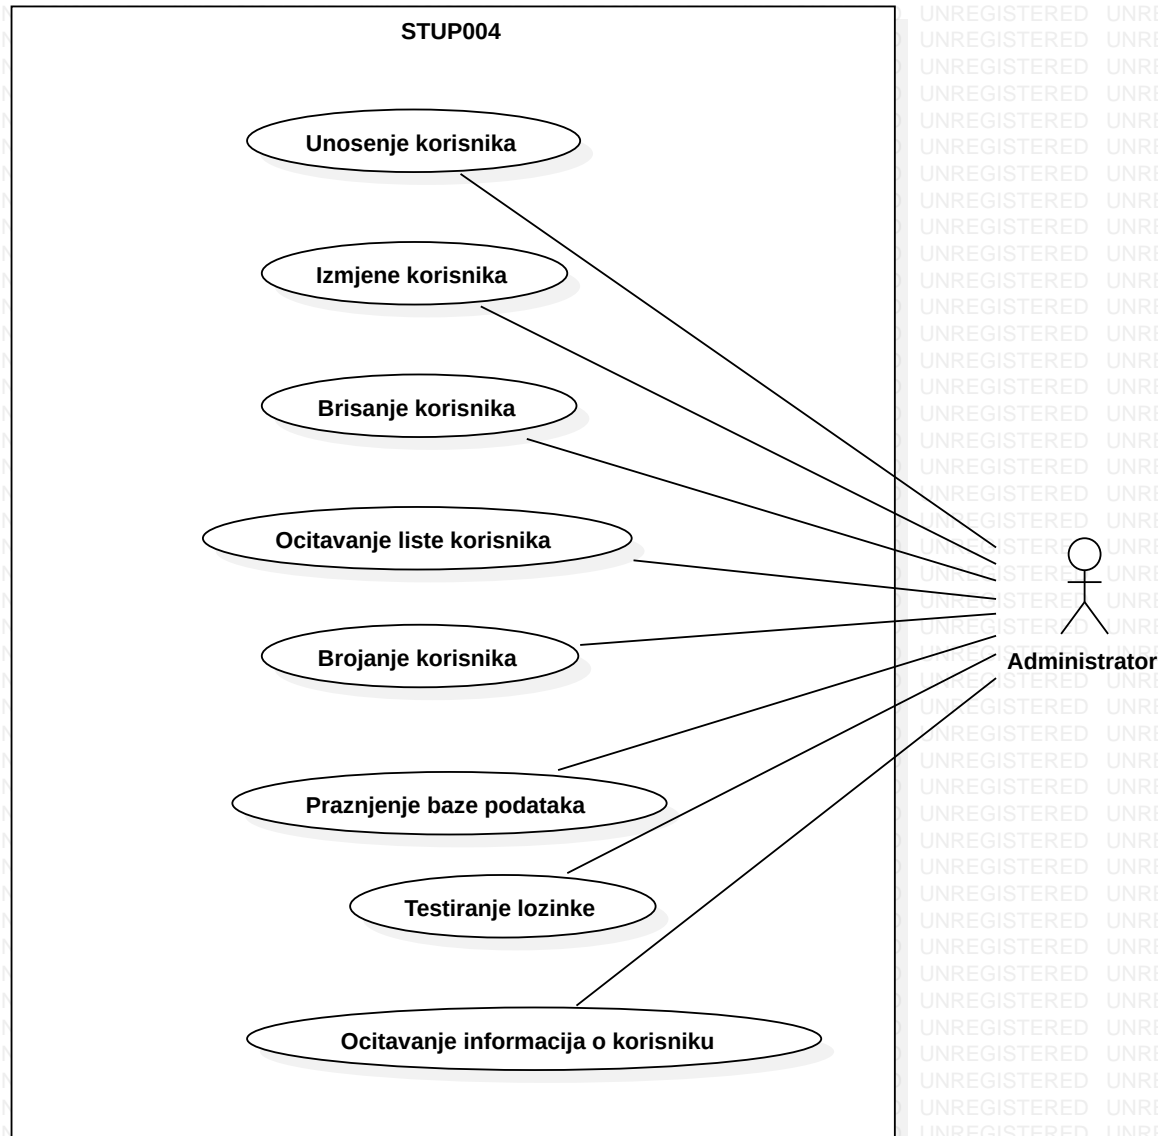 STUP004
Unosenje korisnika
Izmjene korisnika
Brisanje korisnika
Ocitavanje liste korisnika
Brojanje korisnika
Administrator
Praznjenje baze podataka
Testiranje lozinke
Ocitavanje informacija o korisniku
UNREGISTERED